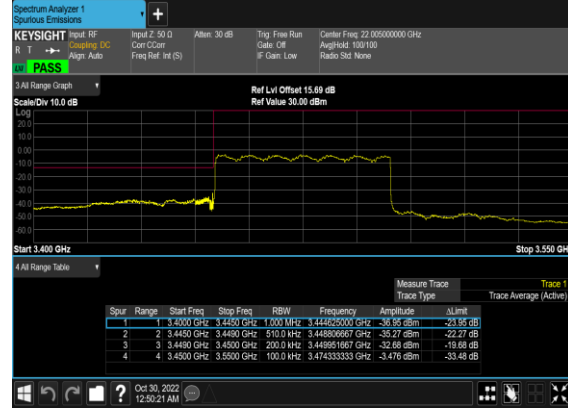 Spectrum Analyzer 1
Spurious Emissions
+
KEYSIGHT Input: RF Input Z: 50 Ω Atten: 30 dB Trig: Free Run Center Freq: 22.005000000 GHz
R T Coupling: DC Corr CCorr Gate: Off Avg|Hold: 100/100
Align: Auto Freq Ref: Int (S) IF Gain: Low Radio Std: None
PASS
3 All Range Graph
Ref Lvl Offset 15.69 dB
Scale/Div 10.0 dB Ref Value 30.00 dBm
Log
20.0
10.0
0.00
-10.0
-20.0
-30.0
-40.0
-50.0
-60.0
Start 3.400 GHz Stop 3.550 GH
4 All Range Table
Measure Trace Trace 1
Trace Type Trace Average (Active)
Spur Range Start Freq Stop Freq RBW Frequency Amplitude ΔLimit
1 1 3.4000 GHz 3.4450 GHz 1.000 MHz 3.444625000 GHz -36.95 dBm -23.95 dB
2 2 3.4450 GHz 3.4490 GHz 510.0 kHz 3.448806667 GHz -35.27 dBm -22.27 dB
3 3 3.4490 GHz 3.4500 GHz 200.0 kHz 3.449951667 GHz -32.68 dBm -19.68 dB
4 4 3.4500 GHz 3.5500 GHz 100.0 kHz 3.474333333 GHz -3.476 dBm -33.48 dB
? Oct 30, 2022
12:50:21 AM